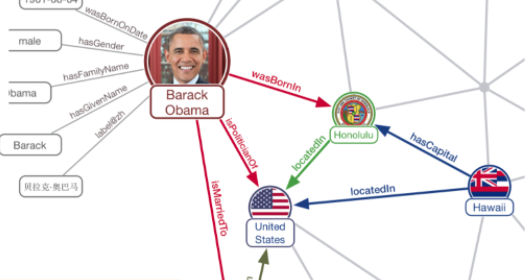 wasBornOnDate
male
hasGender
hasFamilyName
hasGivenName
Barack
label@zh
贝拉克·奥巴马
Barack
Obama
wasBornIn
isPoliticianOf
isMarriedTo
Honolulu
locatedIn
hasCapital
locatedIn
Hawaii
United
States